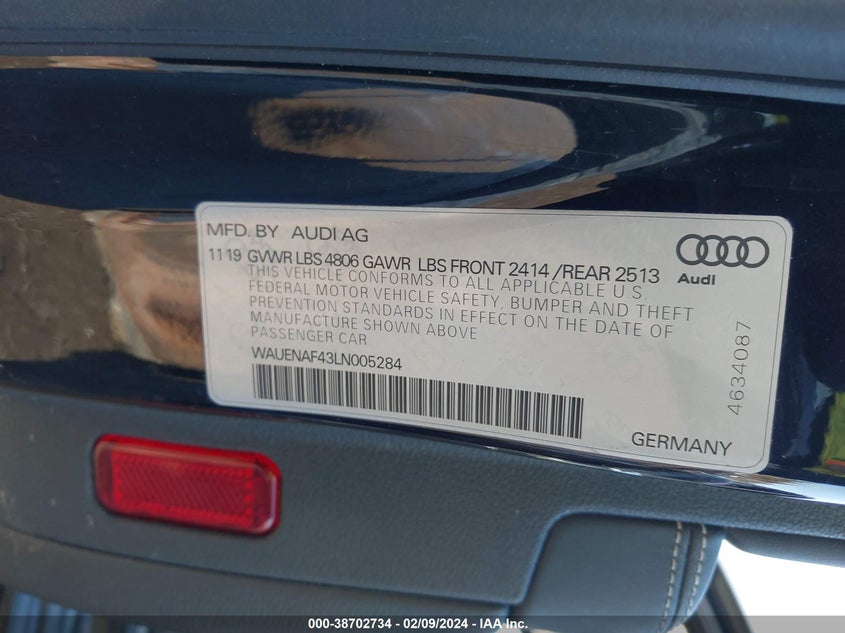 MFD. BY AUDI AG
11 19 GVWR LBS 4806 GAWR LBS FRONT 2414 /REAR 2513
THIS VEHICLE CONFORMS TO ALL APPLICABLE U.S.
FEDERAL MOTOR VEHICLE SAFETY, BUMPER AND THEFT
PREVENTION STANDARDS IN EFFECT ON THE DATE OF
MANUFACTURE SHOWN ABOVE
PASSENGER CAR
WAUENAF43LN005284
Audi
4634087
GERMANY
000-38702734 / 02/09/2024 - IAA Inc.